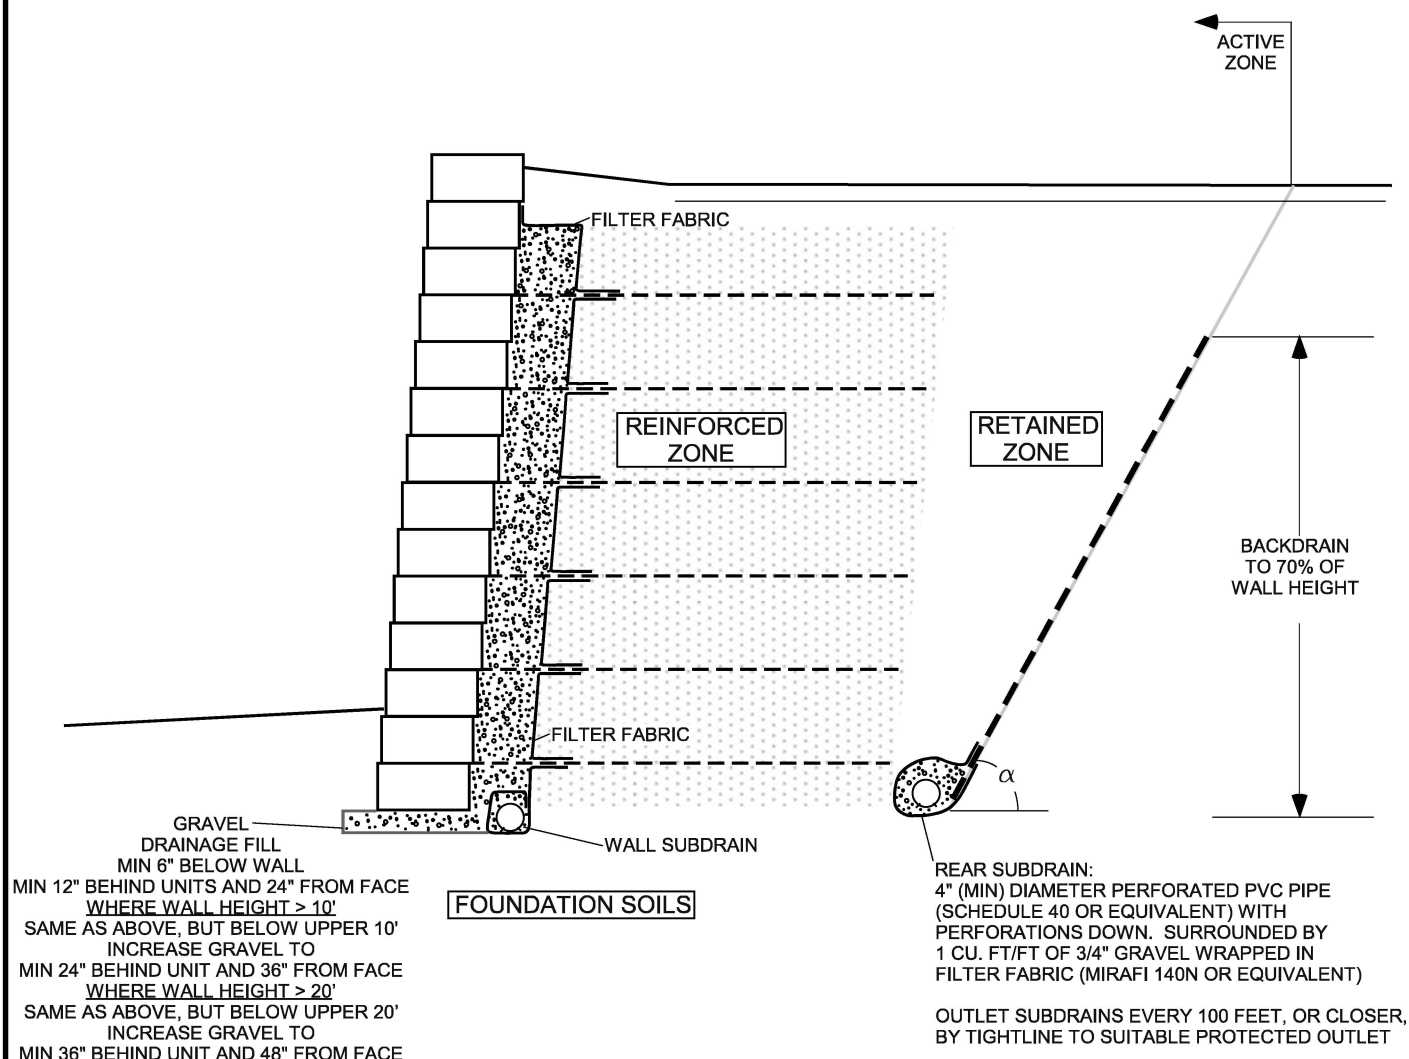 ACTIVE
ZONE
FILTER FABRIC
REINFORCED
ZONE
RETAINED
ZONE
BACKDRAIN
TO 70% OF
WALL HEIGHT
FILTER FABRIC
α
GRAVEL
DRAINAGE FILL
MIN 6" BELOW WALL
MIN 12" BEHIND UNITS AND 24" FROM FACE
WHERE WALL HEIGHT > 10'
SAME AS ABOVE, BUT BELOW UPPER 10'
INCREASE GRAVEL TO
MIN 24" BEHIND UNIT AND 36" FROM FACE
WHERE WALL HEIGHT > 20'
SAME AS ABOVE, BUT BELOW UPPER 20'
INCREASE GRAVEL TO
MIN 36" BEHIND UNIT AND 48" FROM FACE
WALL SUBDRAIN
FOUNDATION SOILS
REAR SUBDRAIN:
4" (MIN) DIAMETER PERFORATED PVC PIPE
(SCHEDULE 40 OR EQUIVALENT) WITH
PERFORATIONS DOWN. SURROUNDED BY
1 CU. FT/FT OF 3/4" GRAVEL WRAPPED IN
FILTER FABRIC (MIRAFI 140N OR EQUIVALENT)
OUTLET SUBDRAINS EVERY 100 FEET, OR CLOSER,
BY TIGHTLINE TO SUITABLE PROTECTED OUTLET